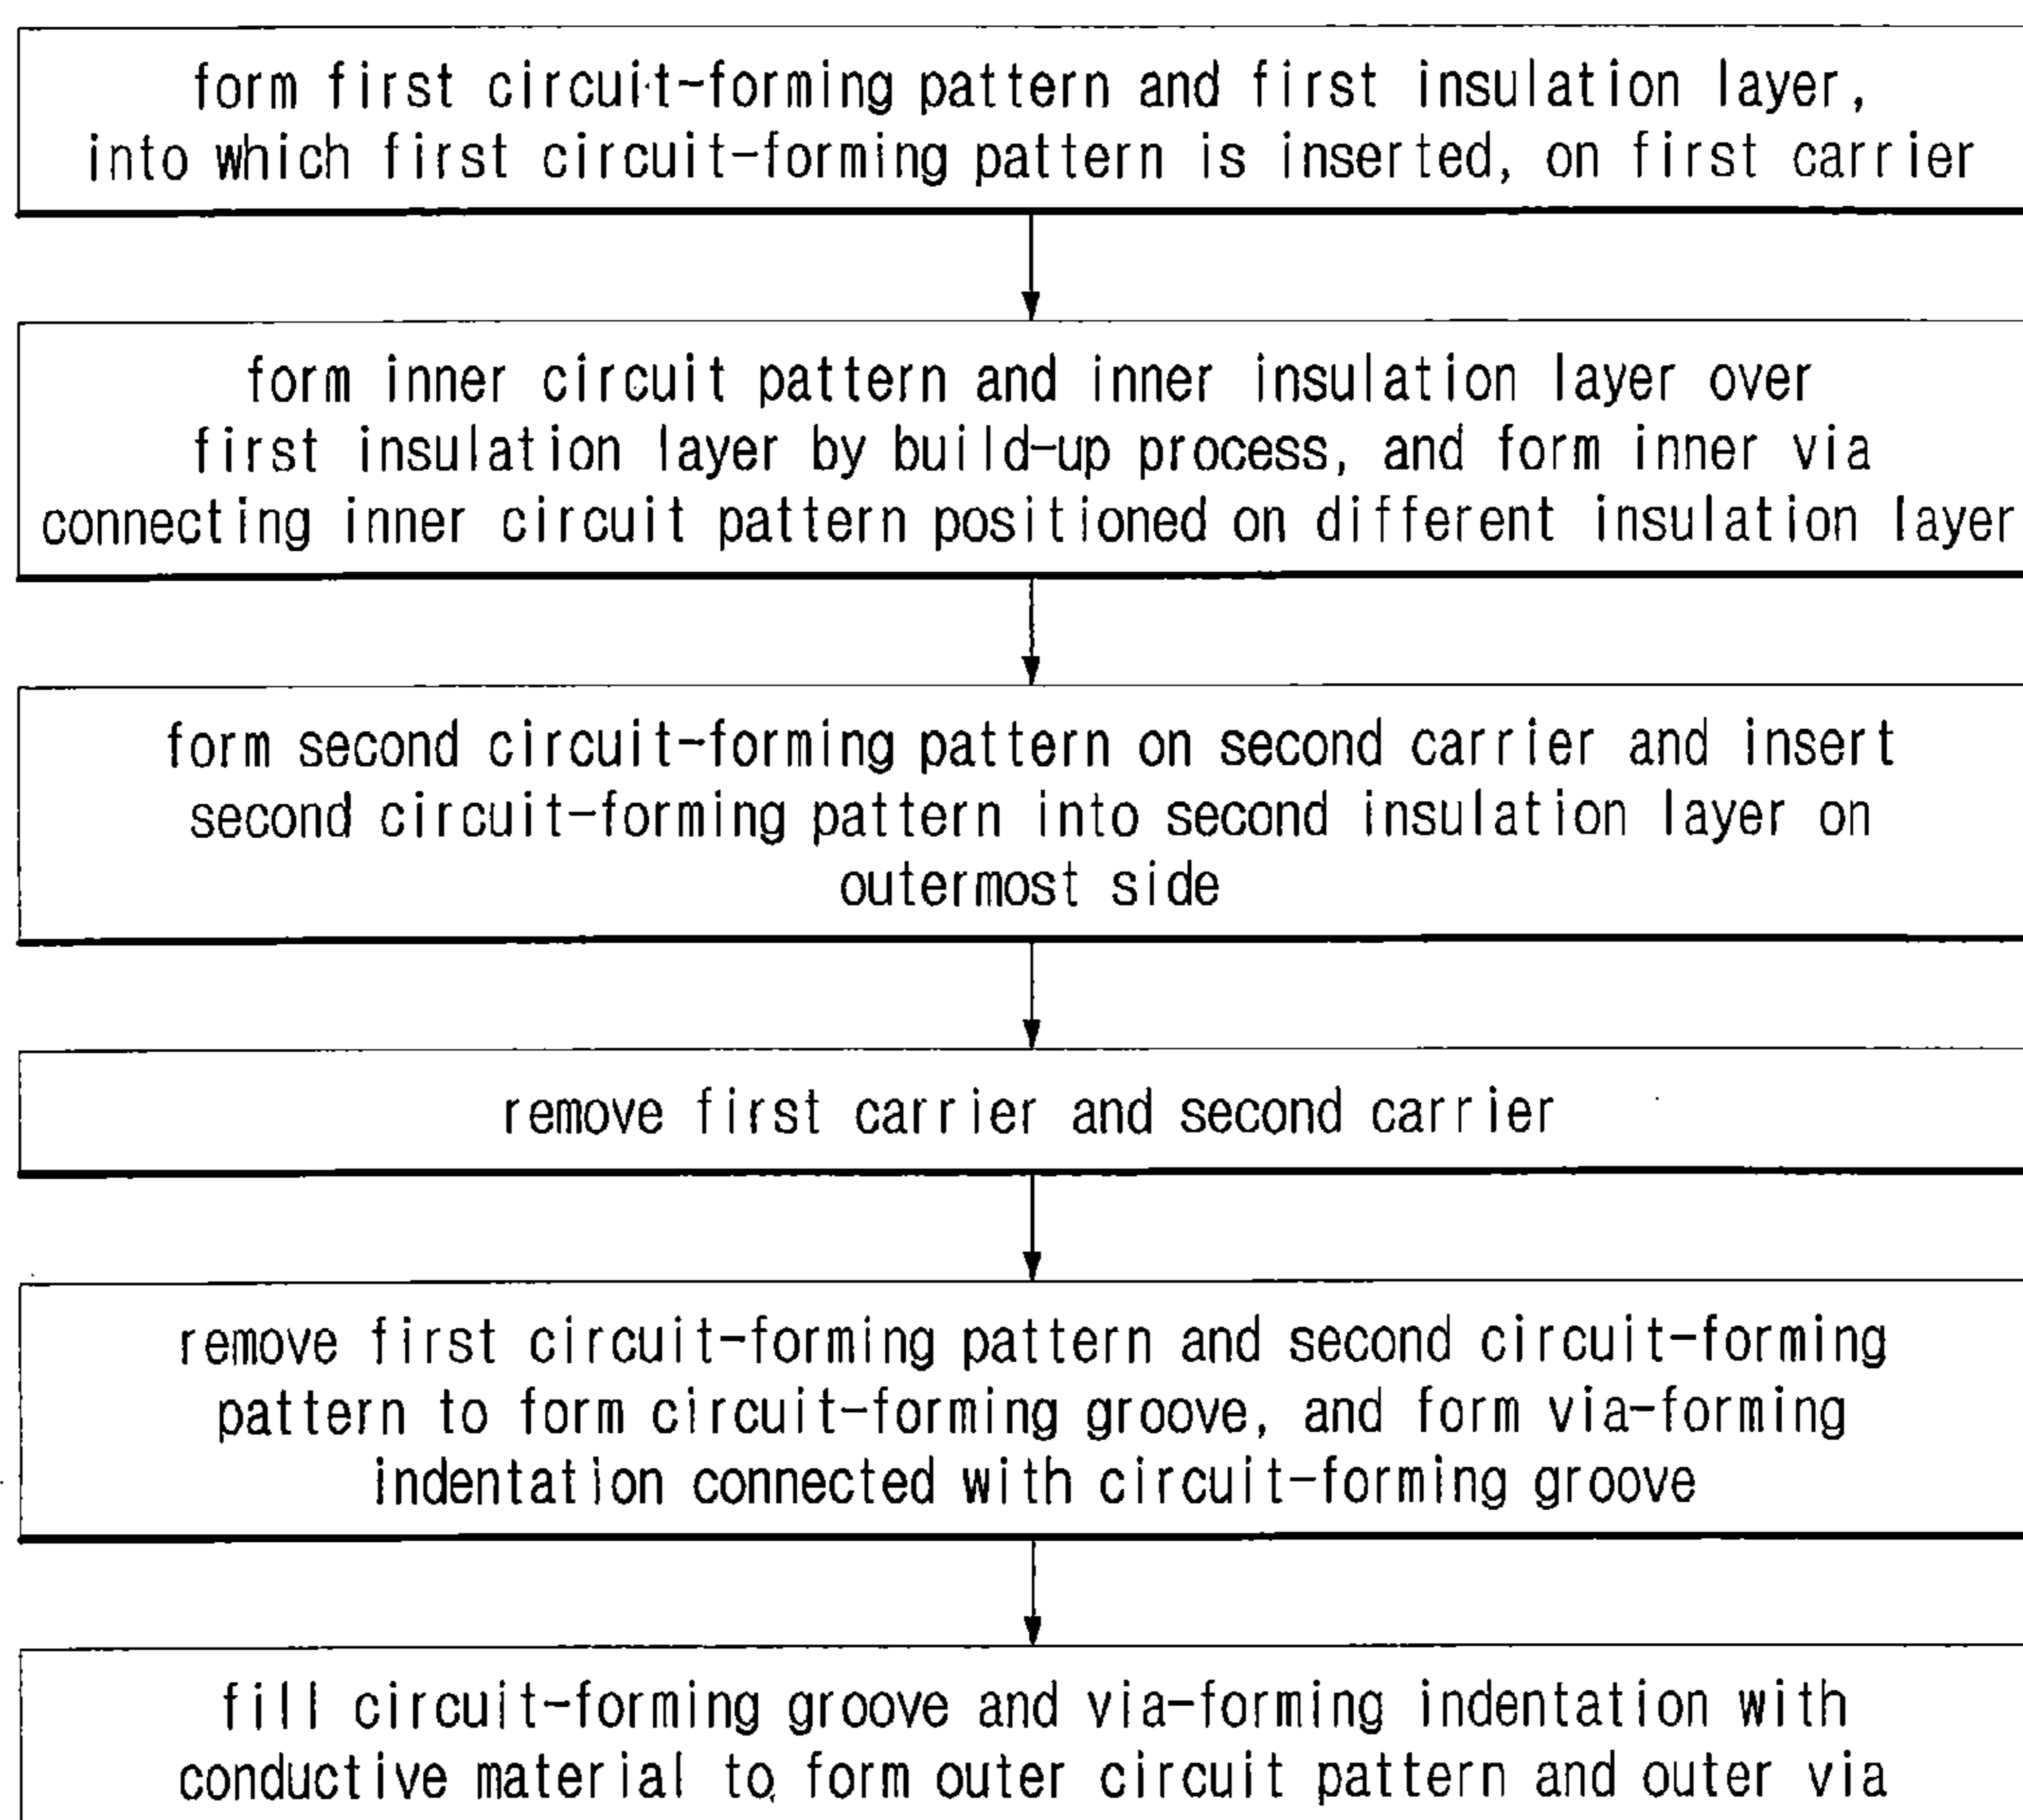 form first circuit-forming pattern and first insulation layer,
into which first circuit-forming pattern is inserted, on first carrier
form inner circuit pattern and inner insulation layer over
first insulation layer by build-up process, and form inner via
connecting inner circuit pattern positioned on different insulation layer
form second circuit-forming pattern on second carrier and insert
second circuit-forming pattern into second insulation layer on
outermost side
remove first carrier and second carrier
remove first circuit-forming pattern and second circuit-forming
pattern to form circuit-forming groove, and form via-forming
indentation connected with circuit-forming groove
fill circuit-forming groove and via-forming indentation with
conductive material to form outer circuit pattern and outer via